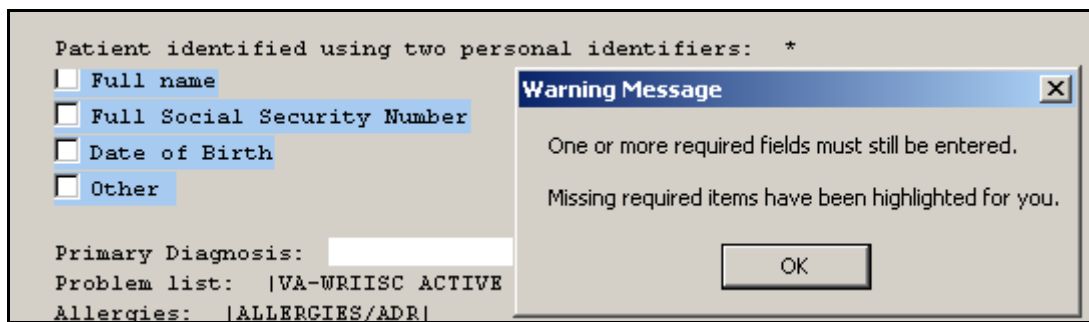 Patient identified using two personal identifiers: *
Full name
Full Social Security Number
Date of Birth
Other
Primary Diagnosis:
Problem list: |VA-WRIISC ACTIVE
Allergies: |ALLERGIES/ADR|
Warning Message
One or more required fields must still be entered.
Missing required items have been highlighted for you.
OK